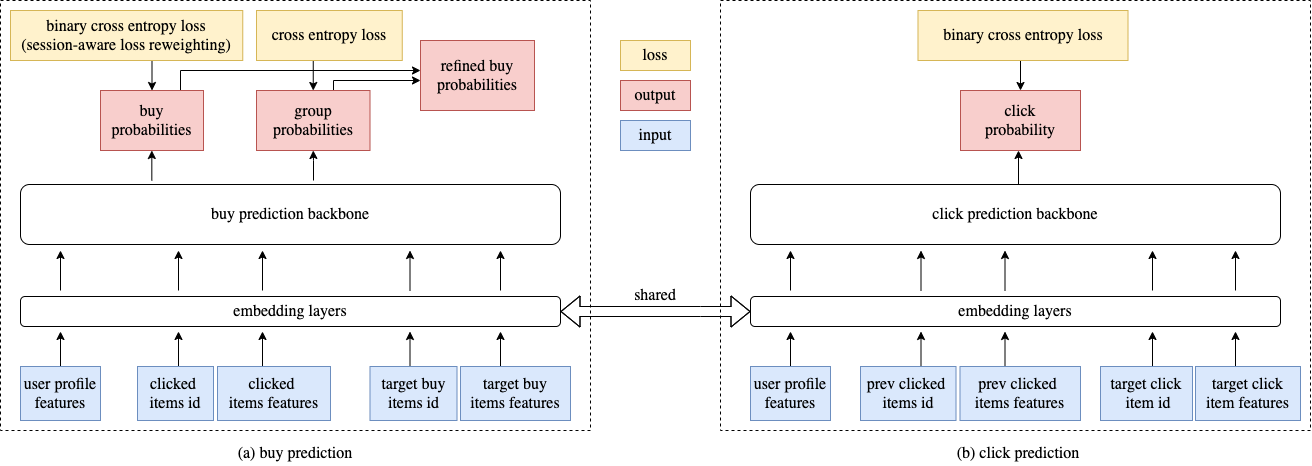 binary cross entropy loss
(session-aware loss reweighting)
cross entropy loss
refined buy
probabilities
buy
probabilities
group
probabilities
buy prediction backbone
embedding layers
user profile
features
clicked
items id
clicked
items features
target buy
items id
target buy
items features
(a) buy prediction
loss
output
input
shared
binary cross entropy loss
click
probability
click prediction backbone
embedding layers
user profile
features
prev clicked
items id
prev clicked
items features
target click
item id
target click
item features
(b) click prediction